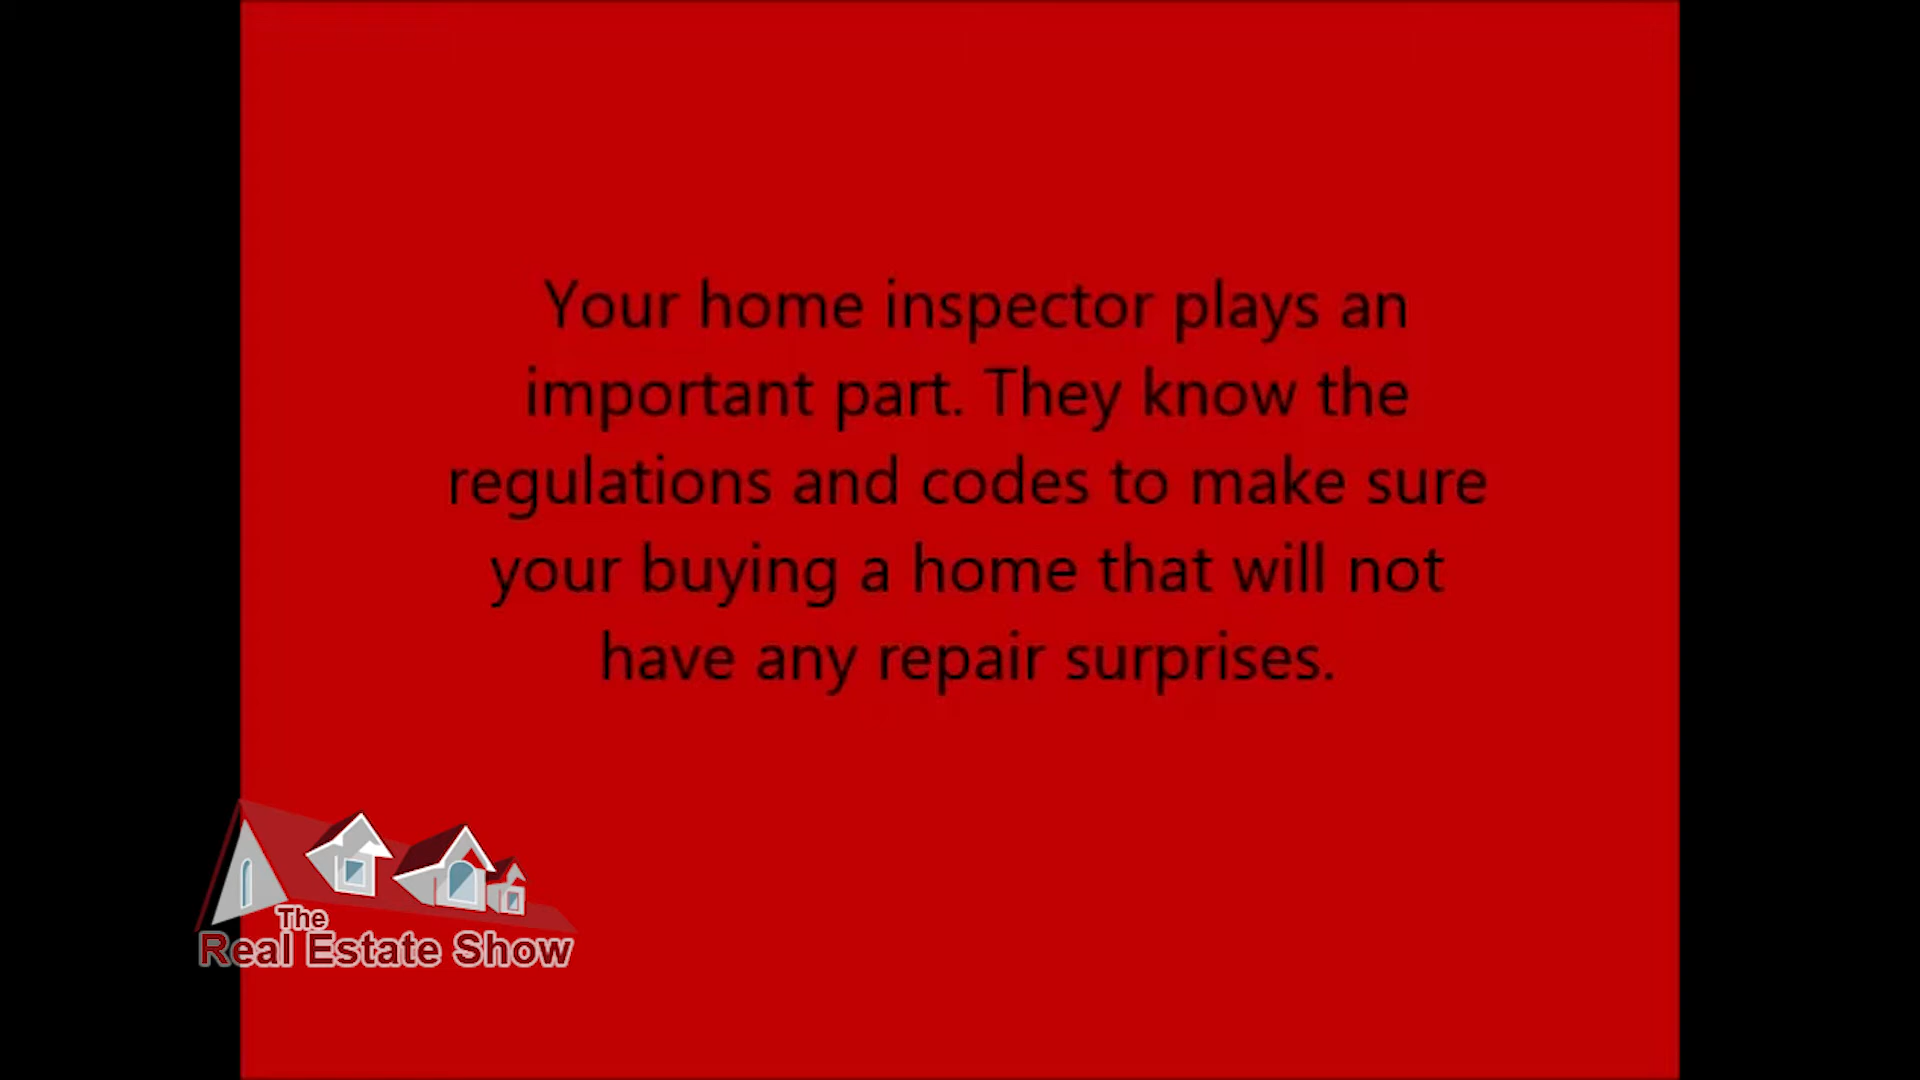 Your home inspector plays an
important part. They know the
regulations and codes to make sure
your buying a home that will not
have any repair surprises.
The
Real Estate Show